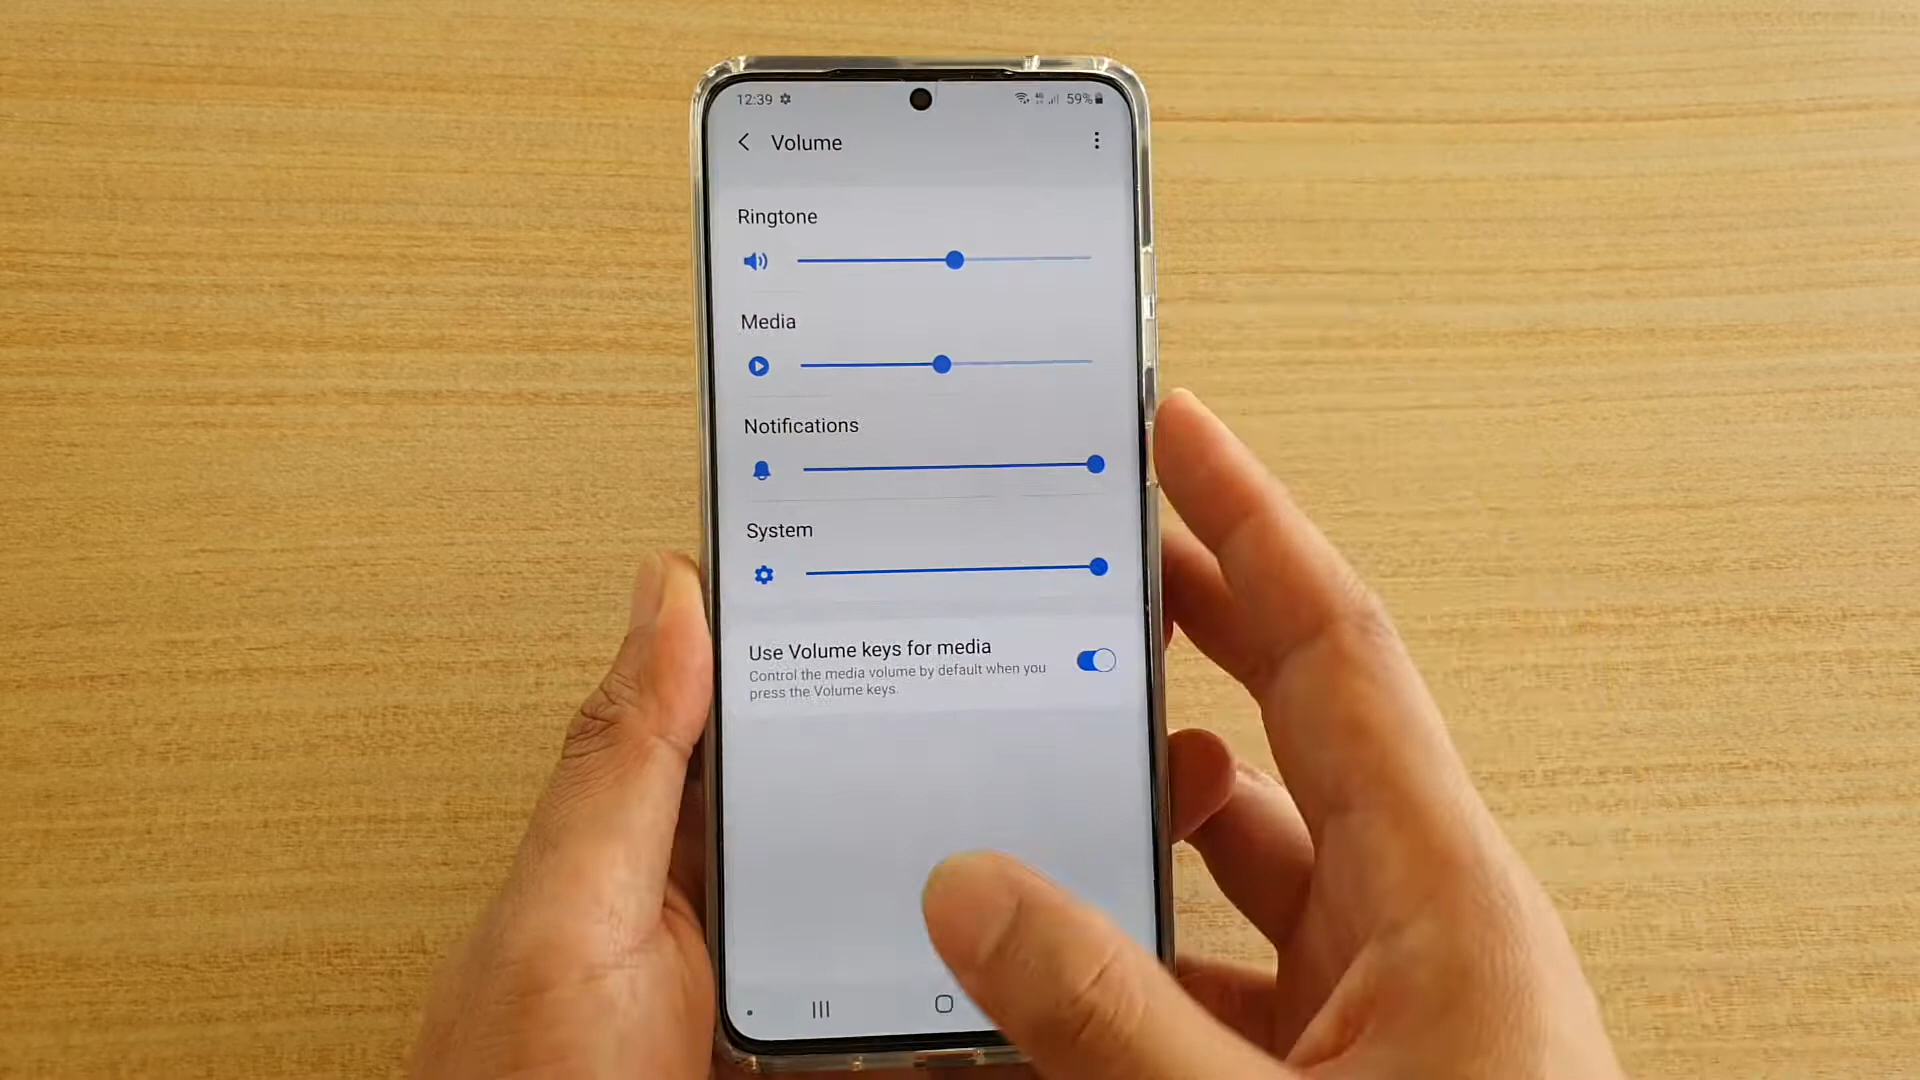 12:39
59%
Volume
Ringtone
Media
Notifications
System
Use Volume keys for media
Control the media volume by default when you
press the Volume keys.